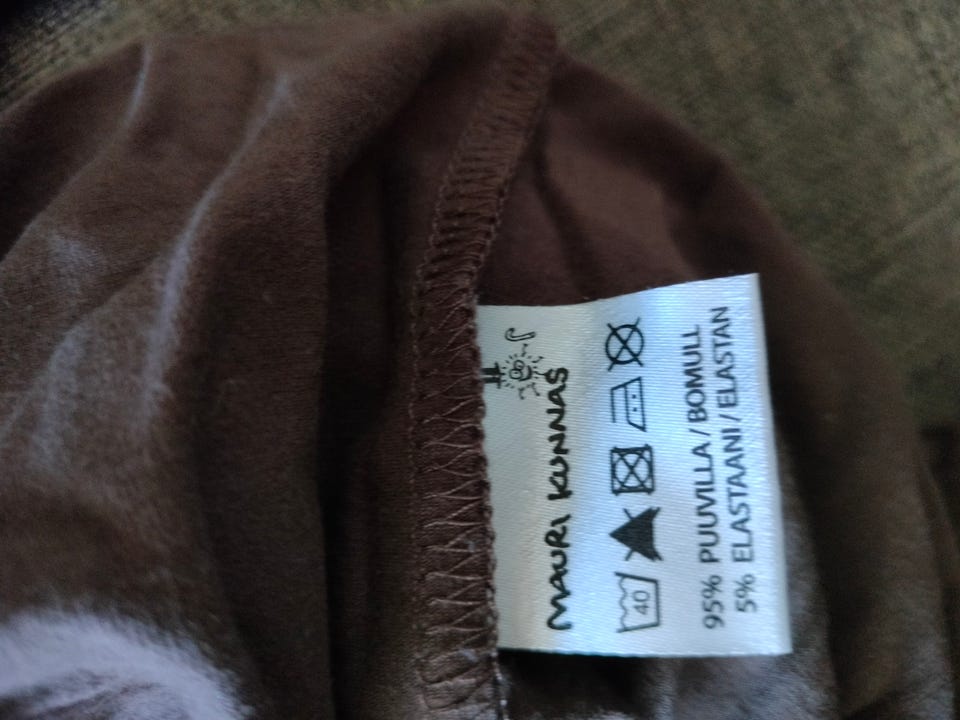 MAURI KUNNAS
40
95% PUUVILLA / BOMULL
5% ELASTAANI / ELASTAN